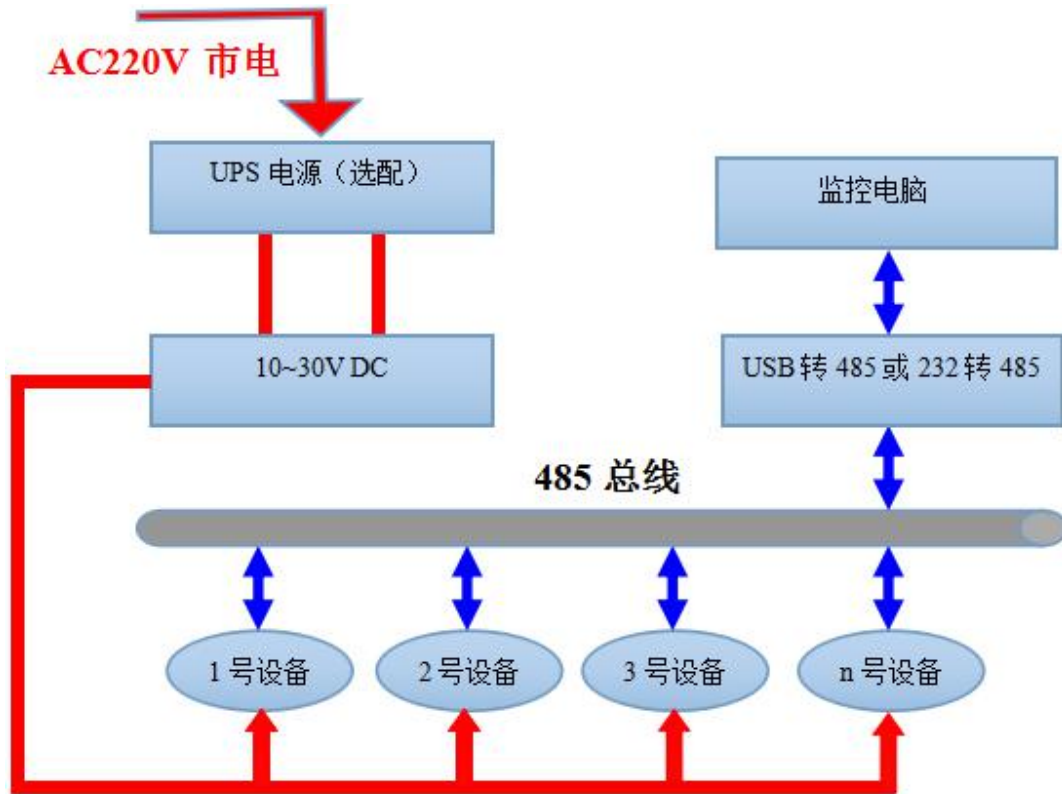 AC220V 市电
UPS 电源（选配）
监控电脑
10~30V DC
USB 转 485 或 232 转 485
485 总线
1 号设备
2 号设备
3 号设备
n 号设备